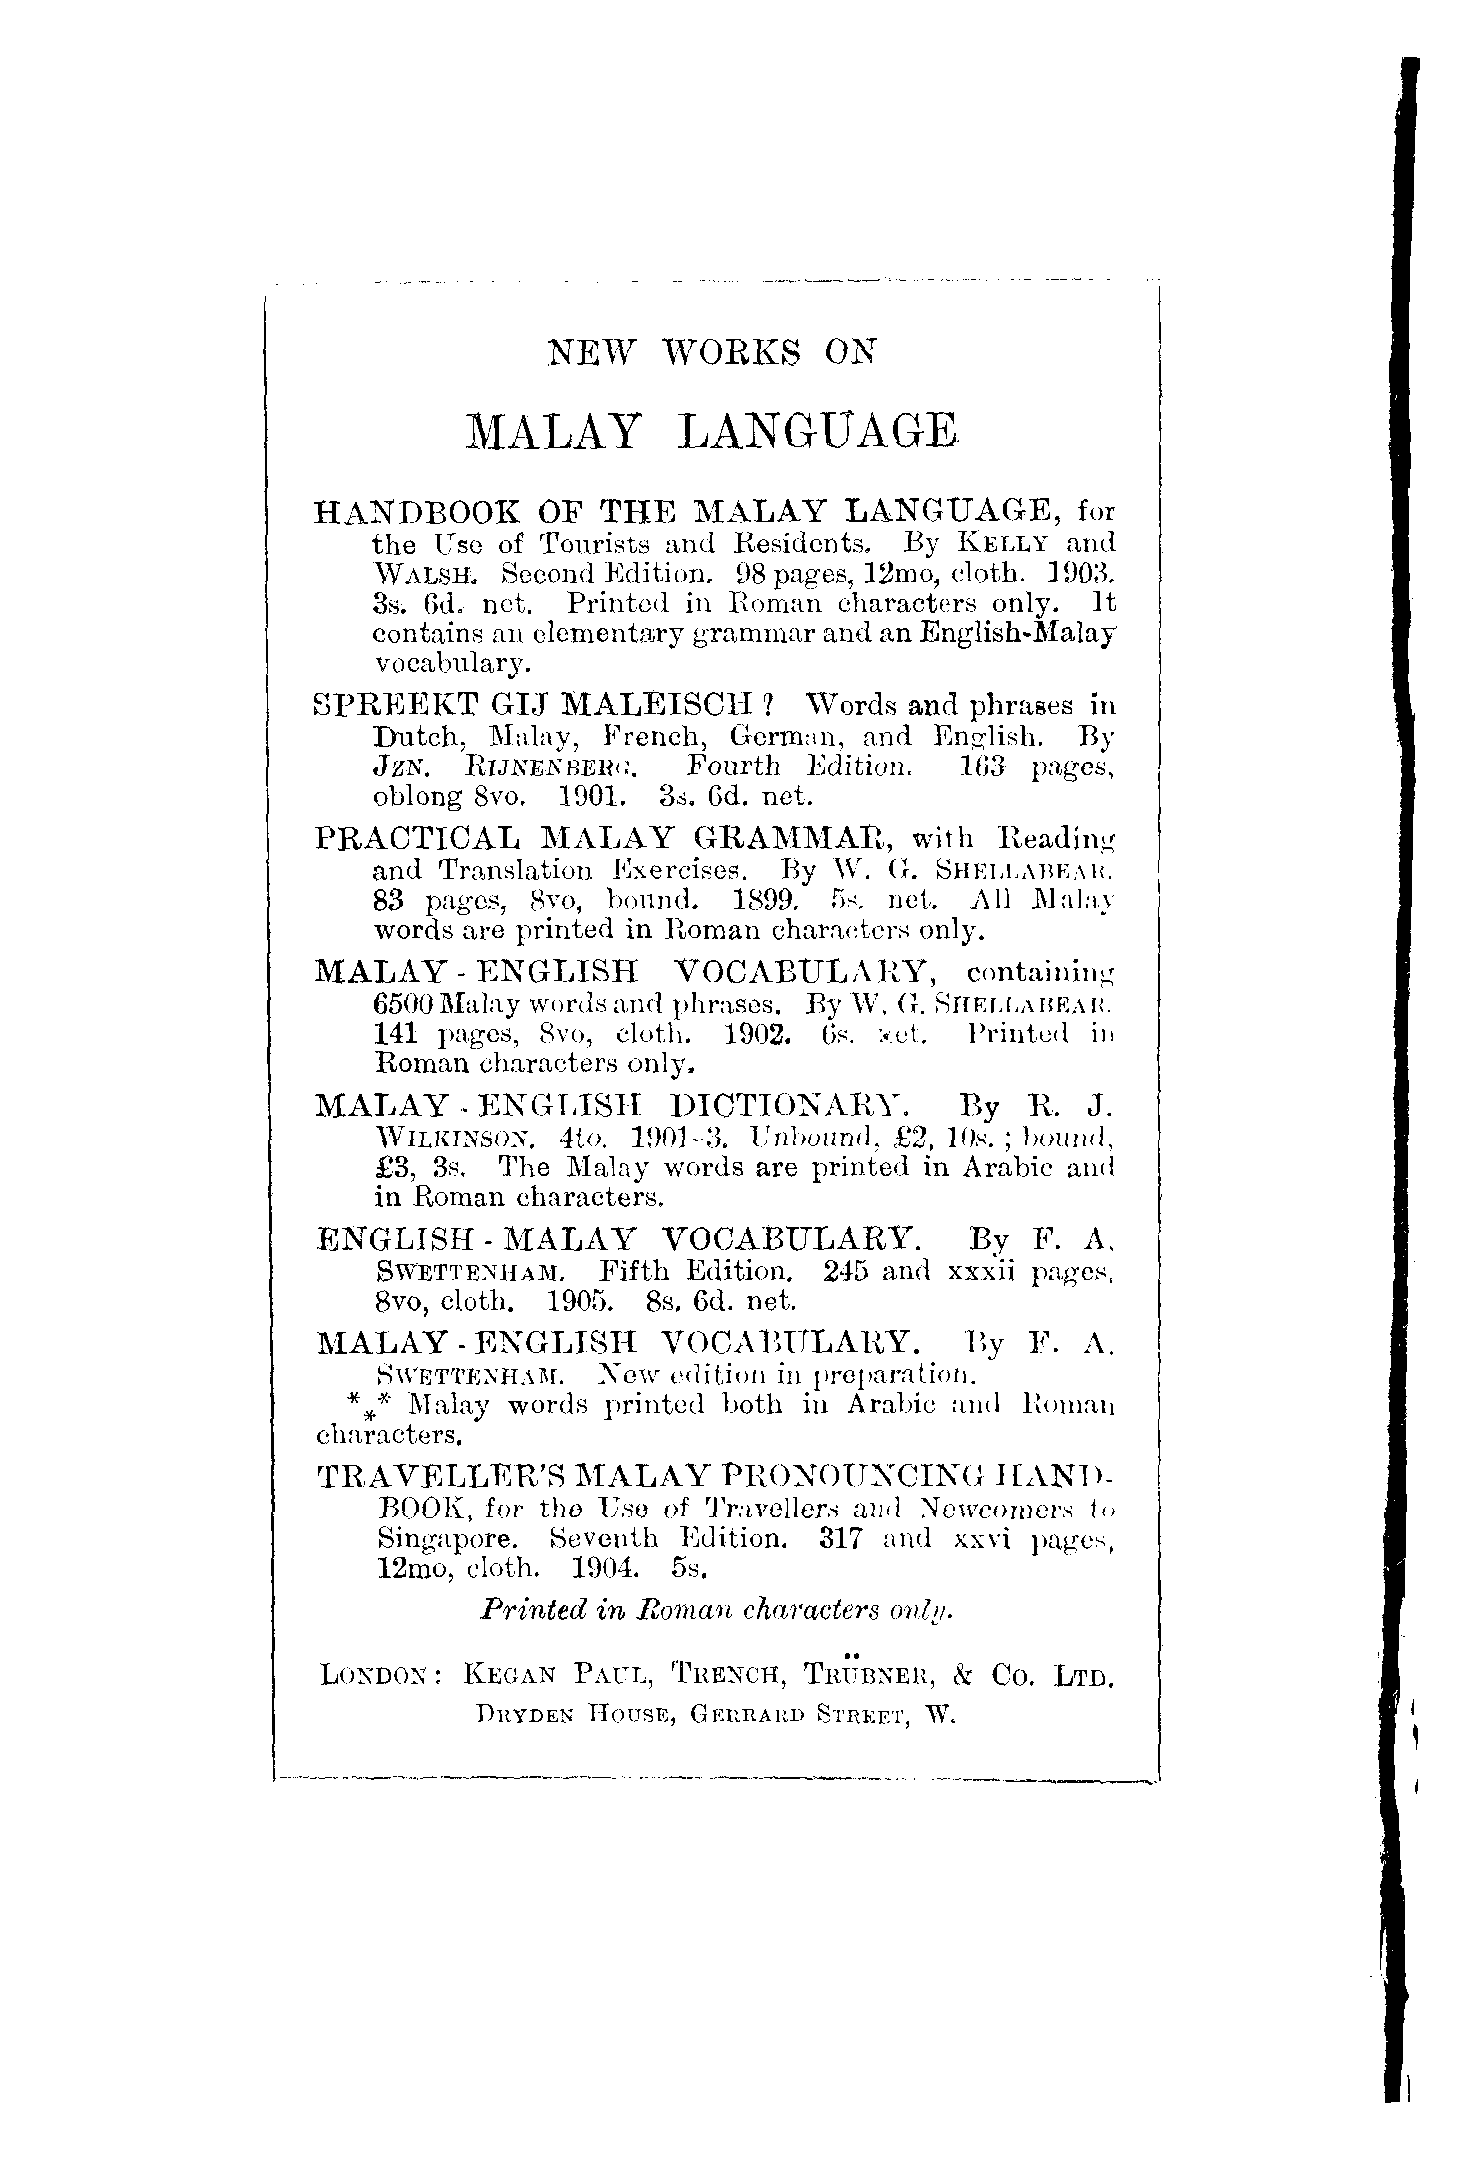 NEW WORKS ON
MALAY LANGUAGE
HANDBOOK OF THE MALAY LANGUAGE, for
the Use of Tourists and Residents. By KELLY and
WALSH. Second Edition. 98 pages, 12mo, cloth. 1903.
3s. 6d. net. Printed in Roman characters only. It
contains an elementary grammar and an English-Malay
vocabulary.
SPREEKT GIJ MALEISCH? Words and phrases in
Dutch, Malay, French, German, and English. By
JZN. RIJNENBERG. Fourth Edition. 163 pages,
oblong 8vo. 1901. 3s. 6d. net.
PRACTICAL MALAY GRAMMAR, with Reading
and Translation Exercises. By W. G. SHELLABEAR.
83 pages, 8vo, bound. 1899. 5s. net. All Malay
words are printed in Roman characters only.
MALAY-ENGLISH VOCABULARY, containing
6500 Malay words and phrases. By W. G. SHELLABEAR.
141 pages, 8vo, cloth. 1902. 6s. net. Printed in
Roman characters only.
MALAY-ENGLISH DICTIONARY. By R. J.
WILKINSON. 4to. 1901-3. Unbound, £2, 10s.; bound,
£3, 3s. The Malay words are printed in Arabic and
in Roman characters.
ENGLISH-MALAY VOCABULARY. By F. A.
SWETTENHAM. Fifth Edition. 245 and xxxii pages,
8vo, cloth. 1905. 8s. 6d. net.
MALAY-ENGLISH VOCABULARY. By F. A.
SWETTENHAM. New edition in preparation.
*** Malay words printed both in Arabic and Roman
characters.
TRAVELLER'S MALAY PRONOUNCING HAND-
BOOK, for the Use of Travellers and Newcomers to
Singapore. Seventh Edition. 317 and xxvi pages,
12mo, cloth. 1904. 5s.
Printed in Roman characters only.
LONDON: KEGAN PAUL, TRENCH, TRÜBNER, & CO. LTD.
DRYDEN HOUSE, GERRARD STREET, W.